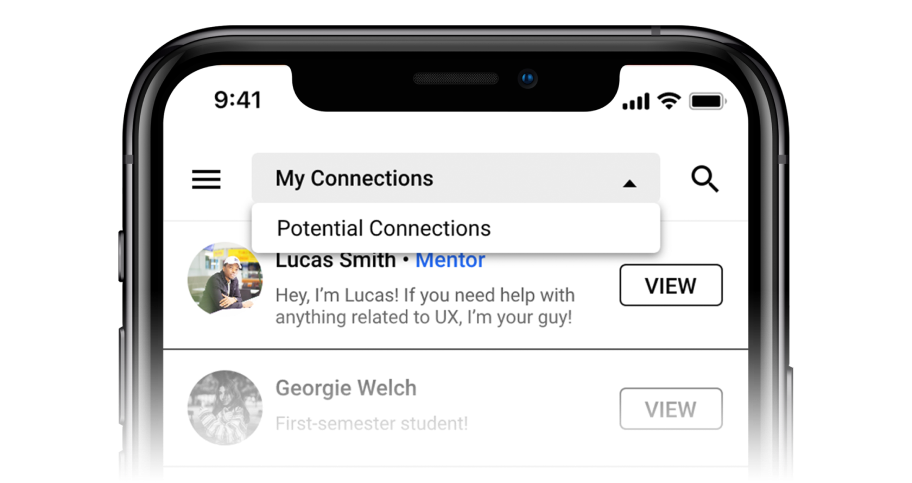 9:41
My Connections
Potential Connections
Lucas Smith • Mentor
Hey, I'm Lucas! If you need help with
anything related to UX, I'm your guy!
VIEW
Georgie Welch
First-semester student!
VIEW